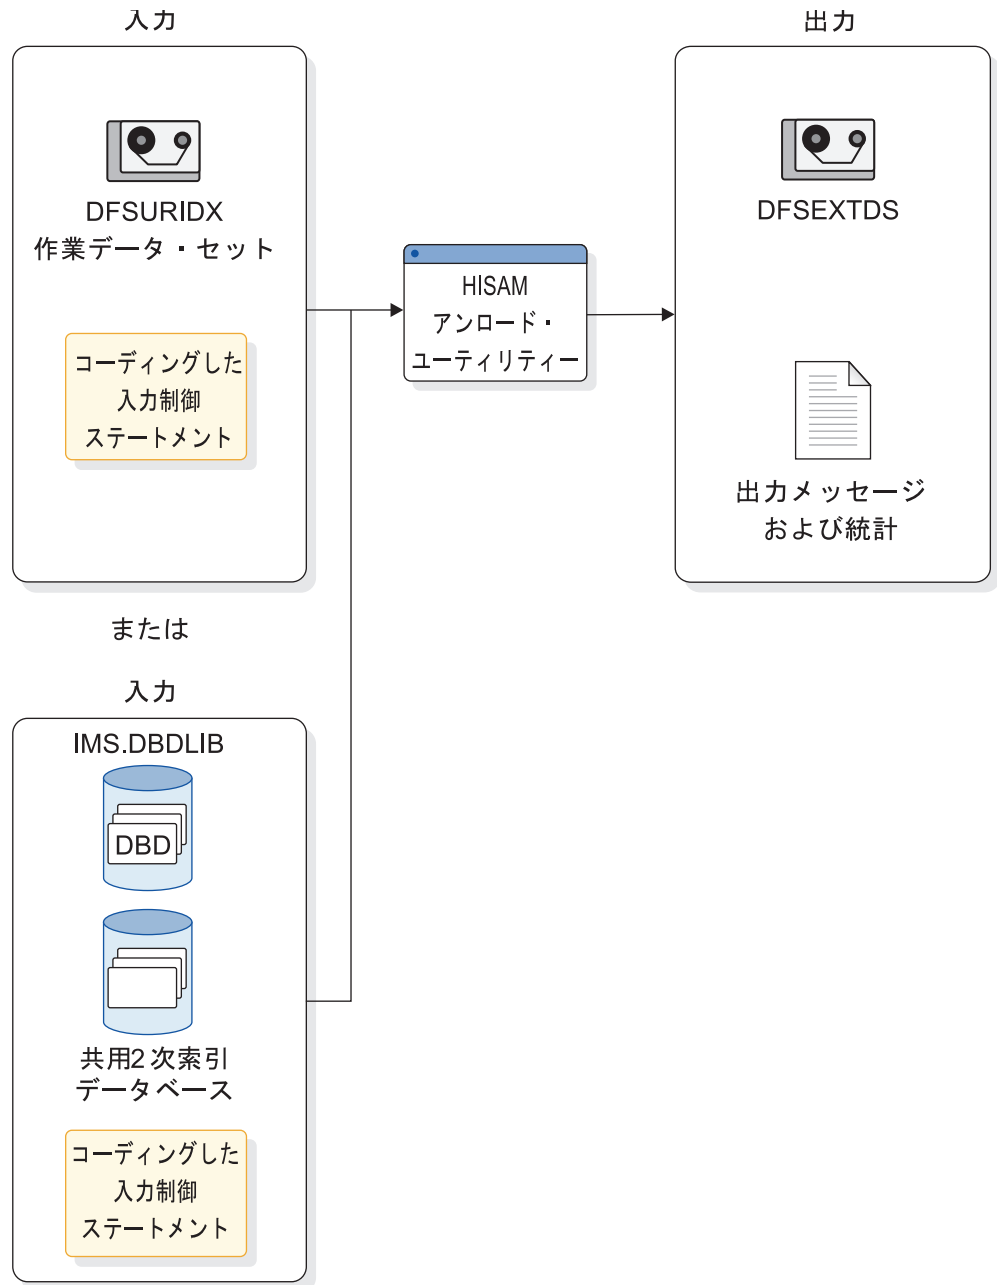 入力
DFSURIDX
作業データ・セット
コーディングした
入力制御
ステートメント
または
入力
IMS.DBDLIB
DBD
共用2次索引
データベース
コーディングした
入力制御
ステートメント
HISAM
アンロード・
ユーティリティー
出力
DFSEXTDS
出力メッセージ
および統計